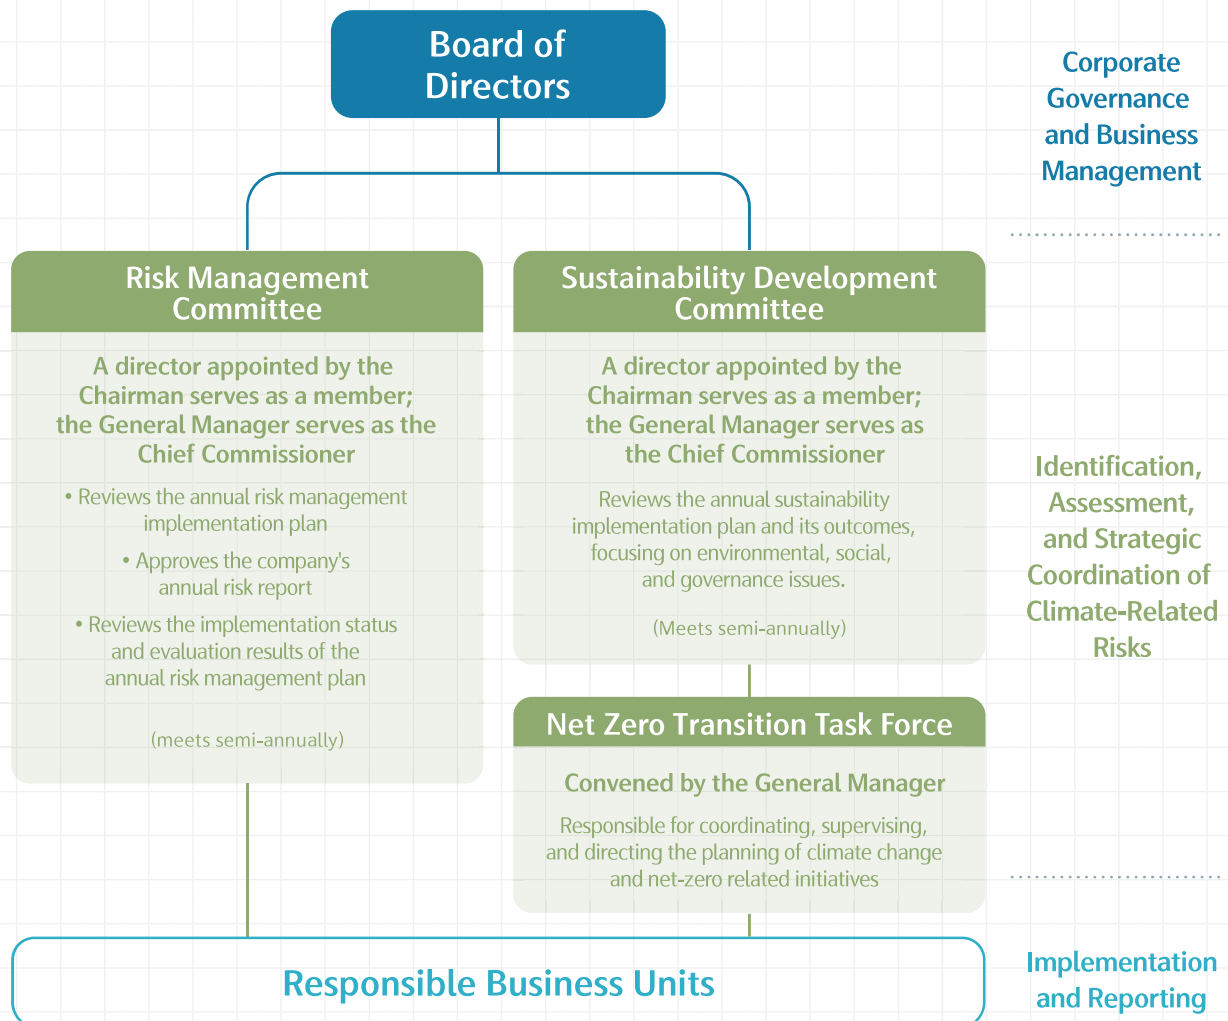 Board of
Directors
Corporate
Governance
and Business
Management
Risk Management
Committee
A director appointed by the
Chairman serves as a member;
the General Manager serves as the
Chief Commissioner
• Reviews the annual risk management
implementation plan
• Approves the company's
annual risk report
• Reviews the implementation status
and evaluation results of the
annual risk management plan
(meets semi-annually)
Sustainability Development
Committee
A director appointed by the
Chairman serves as a member;
the General Manager serves as
the Chief Commissioner
Reviews the annual sustainability
implementation plan and its outcomes,
focusing on environmental, social,
and governance issues.
(Meets semi-annually)
Net Zero Transition Task Force
Convened by the General Manager
Responsible for coordinating, supervising,
and directing the planning of climate change
and net-zero related initiatives
Identification,
Assessment,
and Strategic
Coordination of
Climate-Related
Risks
Responsible Business Units
Implementation
and Reporting